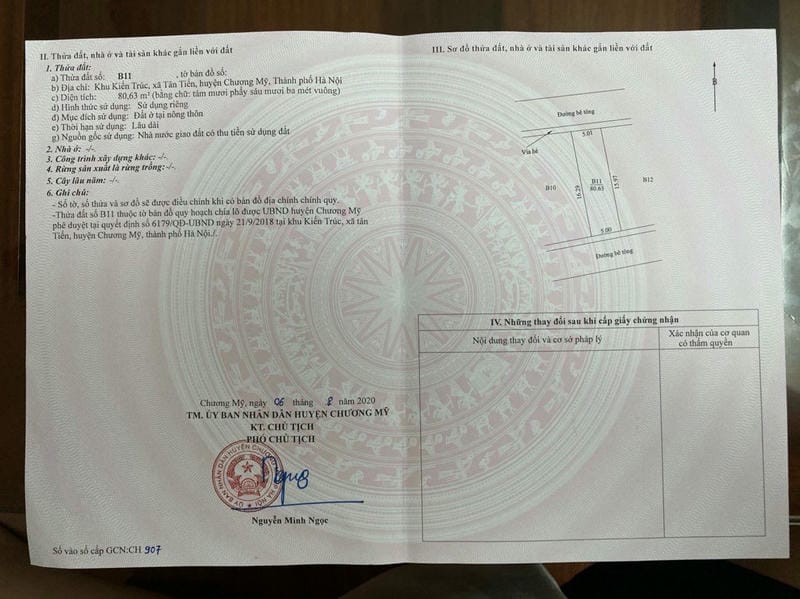 II. Thửa đất, nhà ở và tài sản khác gắn liền với đất
1. Thửa đất:
a) Thửa đất số: B11 , tờ bản đồ số:
b) Địa chỉ: Khu Kiến Trúc, xã Tân Tiến, huyện Chương Mỹ, Thành phố Hà Nội
c) Diện tích: 80,63 m² (bằng chữ: tám mươi phẩy sáu mươi ba mét vuông)
d) Hình thức sử dụng: Sử dụng riêng
đ) Mục đích sử dụng: Đất ở tại nông thôn
e) Thời hạn sử dụng: Lâu dài
g) Nguồn gốc sử dụng: Nhà nước giao đất có thu tiền sử dụng đất
2. Nhà ở: -/-.
3. Công trình xây dựng khác: -/-.
4. Rừng sản xuất là rừng trồng:-/-.
5. Cây lâu năm: -/-.
6. Ghi chú:
-Số tờ, số thửa và sơ đồ sẽ được điều chỉnh khi có bản đồ địa chính chính quy.
-Thửa đất số B11 thuộc tờ bản đồ quy hoạch chia lô được UBND huyện Chương Mỹ
phê duyệt tại quyết định số 6179/QĐ-UBND ngày 21/9/2018 tại khu Kiến Trúc, xã tân
Tiến, huyện Chương Mỹ, thành phố Hà Nội./.
Chương Mỹ, ngày 06 tháng 8 năm 2020
TM. ỦY BAN NHÂN DÂN HUYỆN CHƯƠNG MỸ
KT. CHỦ TỊCH
PHÓ CHỦ TỊCH
Nguyễn Minh Ngọc
Số vào sổ cấp GCN:CH 907
III. Sơ đồ thửa đất, nhà ở và tài sản khác gắn liền với đất
B
Đường bê tông
5.01
Vỉa hè
B10
16.29
B11
80.63
15.97
B12
5.00
Đường bê tông
IV. Những thay đổi sau khi cấp giấy chứng nhận
Nội dung thay đổi và cơ sở pháp lý
Xác nhận của cơ quan
có thẩm quyền